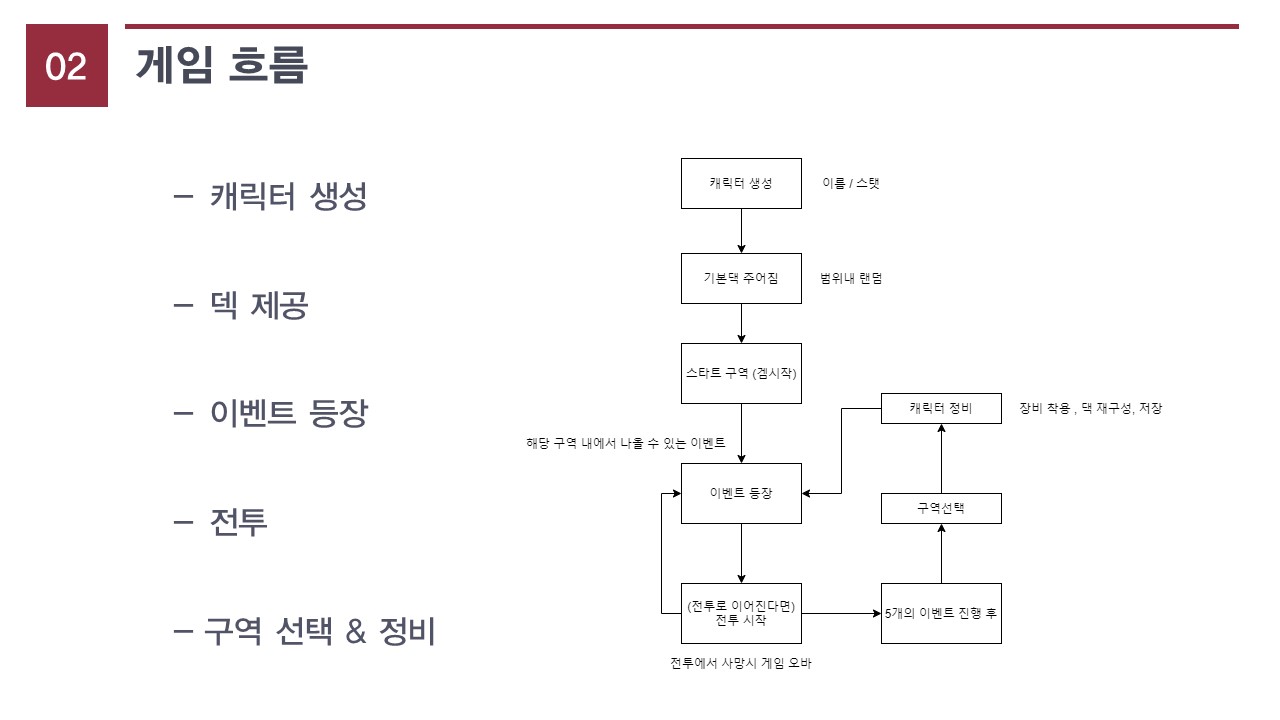 02
게임 흐름
– 캐릭터 생성
– 덱 제공
– 이벤트 등장
– 전투
– 구역 선택 & 정비
캐릭터 생성
이름 / 스탯
기본댁 주어짐
범위내 랜덤
스타트 구역 (겜시작)
해당 구역 내에서 나올 수 있는 이벤트
이벤트 등장
(전투로 이어진다면)
전투 시작
전투에서 사망시 게임 오바
5개의 이벤트 진행 후
구역선택
캐릭터 정비
장비 착용 , 댁 재구성, 저장